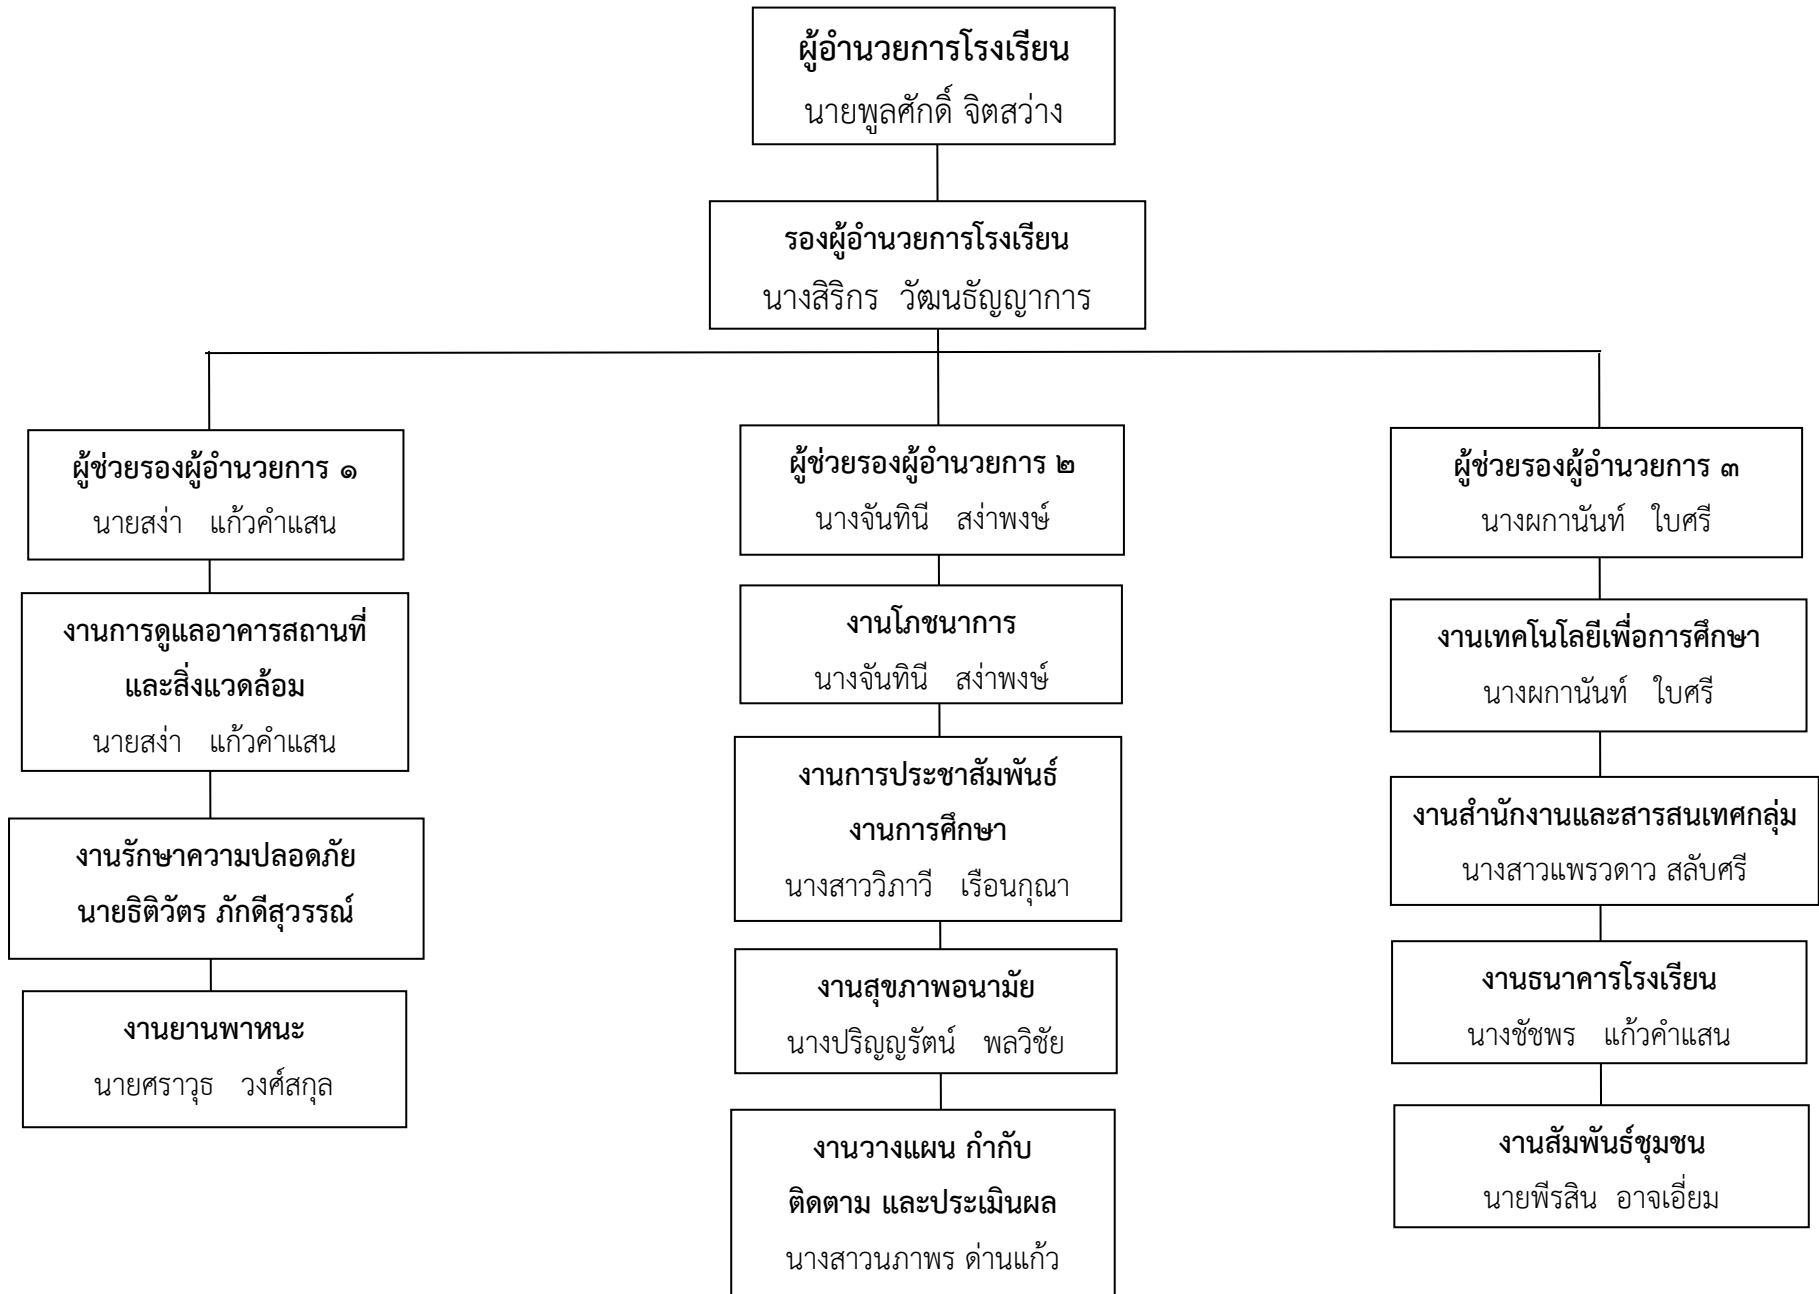 ผู้อำนวยการโรงเรียน
นายพูลศักดิ์ จิตสว่าง
รองผู้อำนวยการโรงเรียน
นางสิริกร วัฒนธัญญาการ
ผู้ช่วยรองผู้อำนวยการ ๑
นายสง่า แก้วคำแสน
งานการดูแลอาคารสถานที่
และสิ่งแวดล้อม
นายสง่า แก้วคำแสน
งานรักษาความปลอดภัย
นายธิติวัตร ภักดีสุวรรณ์
งานยานพาหนะ
นายศราวุธ วงศ์สกุล
ผู้ช่วยรองผู้อำนวยการ ๒
นางจันทินี สง่าพงษ์
งานโภชนาการ
นางจันทินี สง่าพงษ์
งานการประชาสัมพันธ์
งานการศึกษา
นางสาววิภาวี เรือนกุณา
งานสุขภาพอนามัย
นางปริญญรัตน์ พลวิชัย
งานวางแผน กำกับ
ติดตาม และประเมินผล
นางสาวนภาพร ด่านแก้ว
ผู้ช่วยรองผู้อำนวยการ ๓
นางผกานันท์ ใบศรี
งานเทคโนโลยีเพื่อการศึกษา
นางผกานันท์ ใบศรี
งานสำนักงานและสารสนเทศกลุ่ม
นางสาวแพรวดาว สลับศรี
งานธนาคารโรงเรียน
นางชัชพร แก้วคำแสน
งานสัมพันธ์ชุมชน
นายพีรสิน อาจเอี่ยม